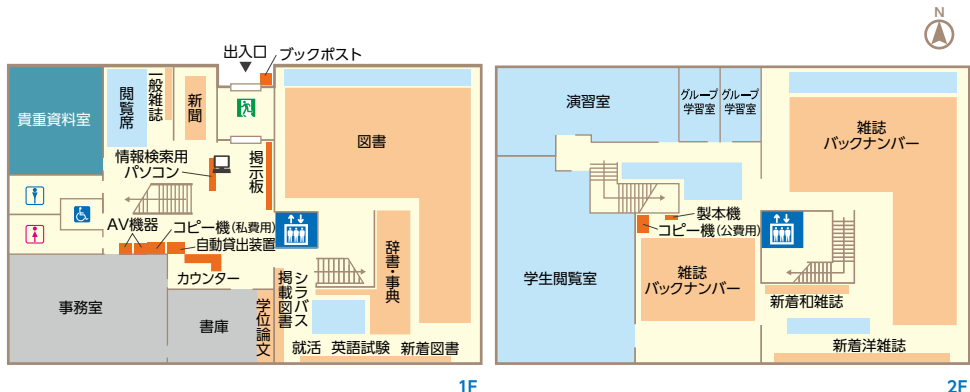 N
出入口
ブックポスト
貴重資料室
閲覧席
一般雑誌
新聞
図書
情報検索用
パソコン
掲示板
AV機器
コピー機(私費用)
自動貸出装置
カウンター
辞書・事典
事務室
書庫
学位論文
シラバス
掲載図書
就活
英語試験
新着図書
1F
演習室
グループ
学習室
グループ
学習室
雑誌
バックナンバー
製本機
コピー機(公費用)
学生閲覧室
雑誌
バックナンバー
新着和雑誌
新着洋雑誌
2F